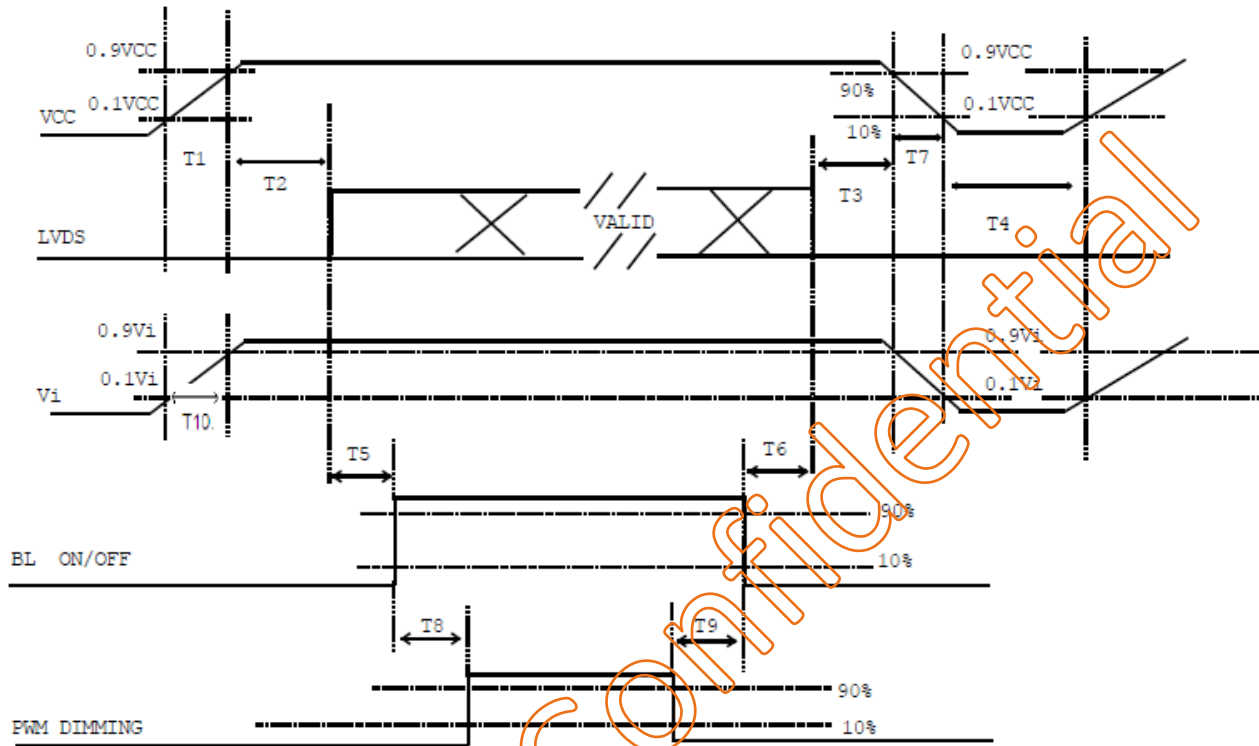 0.9VCC
0.9VCC
0.1VCC
90%
0.1VCC
VCC
10%
T1
T2
T3
T7
T4
LVDS
VALID
0.9Vi
0.9Vi
0.1Vi
0.1Vi
Vi
T10.
T5
T6
90%
BL ON/OFF
10%
T8
T9
90%
PWM DIMMING
10%
Confidential